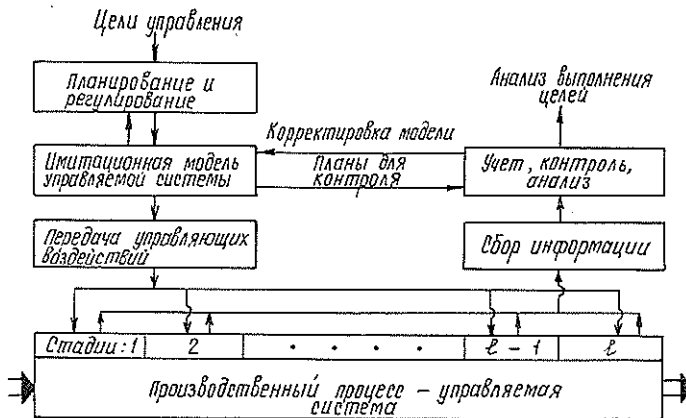 Цели управления
Планирование и
регулирование
Анализ выполнения
целей
Корректировка модели
Имитационная модель
управляемой системы
Планы для
контроля
Учет, контроль,
анализ
Передача управляющих
воздействий
Сбор информации
Стадии: 1 2 . . . . ℓ - 1 ℓ
Производственный процесс - управляемая
система